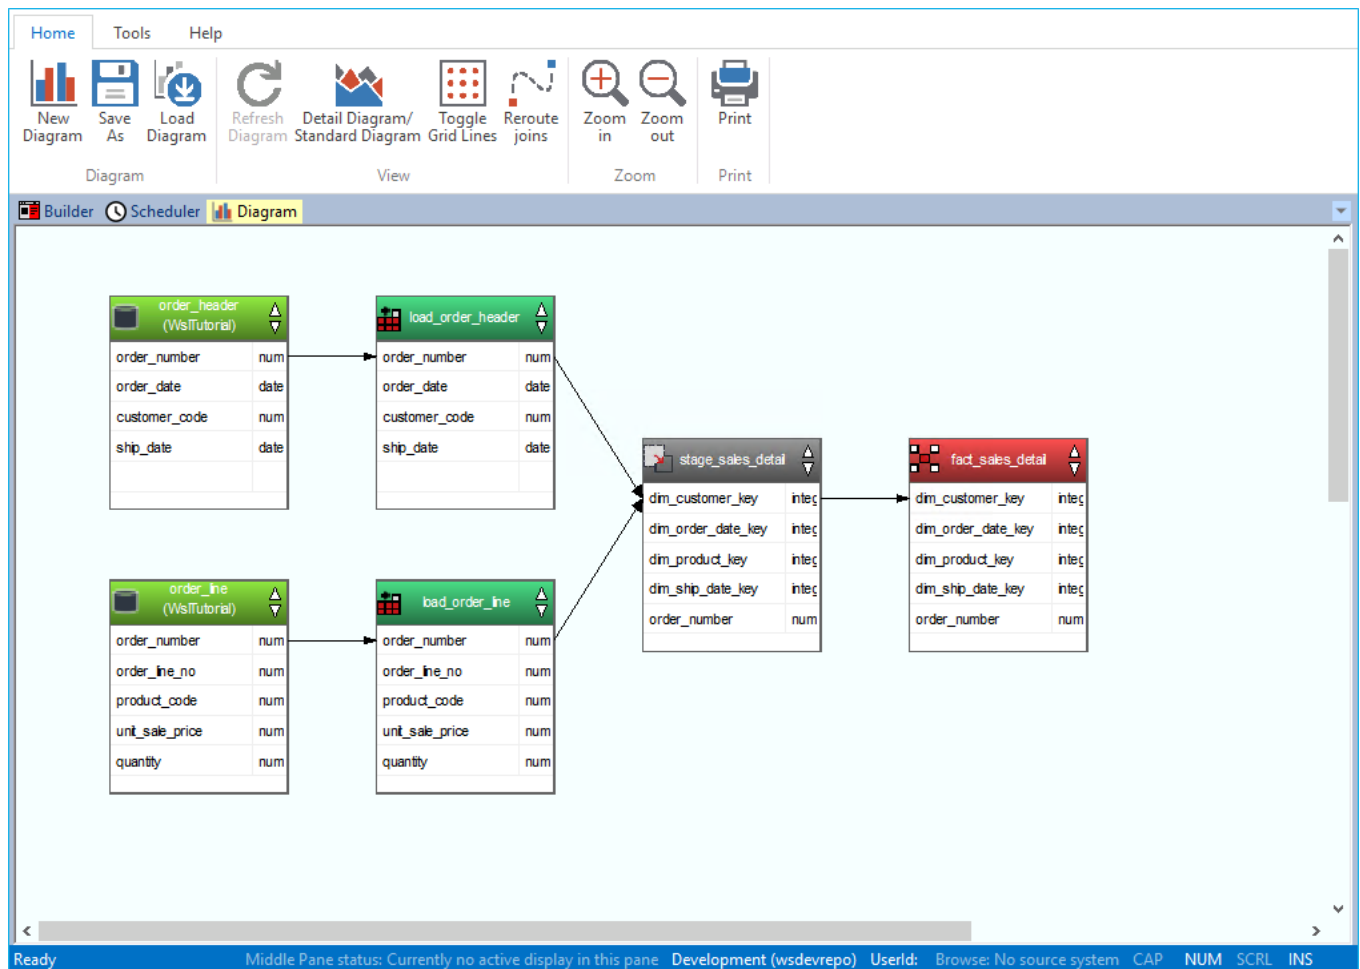 Home Tools Help
New Diagram
Save As
Load Diagram
Refresh Diagram
Detail Diagram/ Standard Diagram
Toggle Grid Lines
Reroute joins
Zoom in
Zoom out
Print
Diagram View Zoom Print
Builder Scheduler Diagram
order_header
(WslTutorial)
order_number num
order_date date
customer_code num
ship_date date
load_order_header
order_number num
order_date date
customer_code num
ship_date date
order_line
(WslTutorial)
order_number num
order_line_no num
product_code num
unit_sale_price num
quantity num
load_order_line
order_number num
order_line_no num
product_code num
unit_sale_price num
quantity num
stage_sales_detail
dim_customer_key integ
dim_order_date_key integ
dim_product_key integ
dim_ship_date_key integ
order_number num
fact_sales_detail
dim_customer_key integ
dim_order_date_key integ
dim_product_key integ
dim_ship_date_key integ
order_number num
Ready Middle Pane status: Currently no active display in this pane Development (wsdevrepo) UserId: Browse: No source system CAP NUM SCRL INS